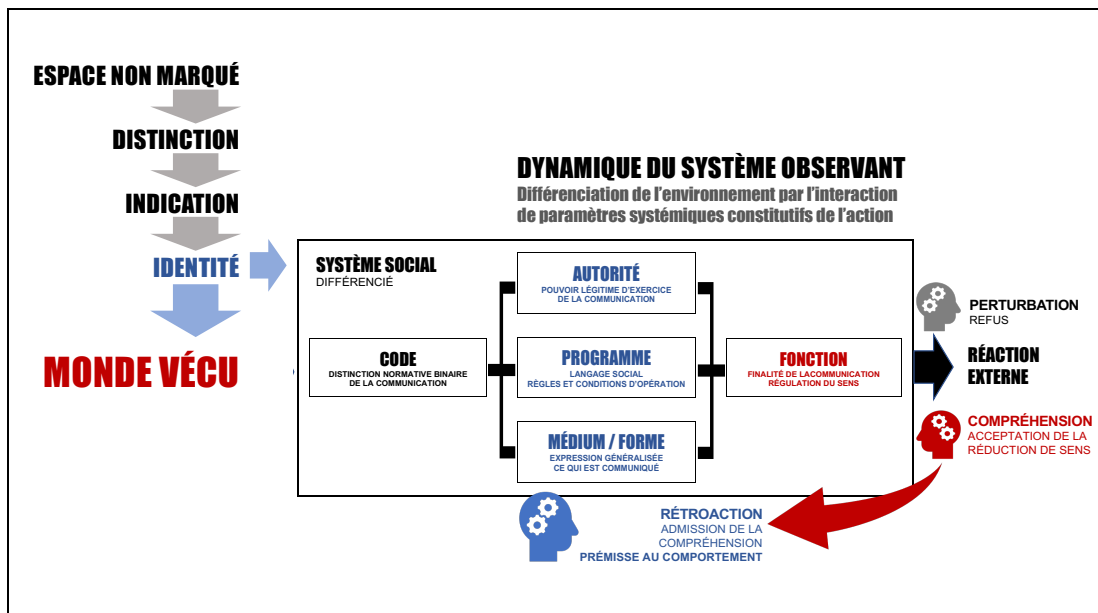 ESPACE NON MARQUÉ
DISTINCTION
INDICATION
IDENTITÉ
MONDE VÉCU
DYNAMIQUE DU SYSTÈME OBSERVANT
Différenciation de l'environnement par l'interaction
de paramètres systémiques constitutifs de l'action
SYSTÈME SOCIAL
DIFFÉRENCIÉ
CODE
DISTINCTION NORMATIVE BINAIRE
DE LA COMMUNICATION
AUTORITÉ
POUVOIR LÉGITIME D'EXERCICE
DE LA COMMUNICATION
PROGRAMME
LANGAGE SOCIAL
RÈGLES ET CONDITIONS D'OPÉRATION
MÉDIUM / FORME
EXPRESSION GÉNÉRALISÉE
CE QUI EST COMMUNIQUÉ
FONCTION
FINALITÉ DE LACOMMUNICATION
RÉGULATION DU SENS
PERTURBATION
REFUS
RÉACTION
EXTERNE
COMPRÉHENSION
ACCEPTATION DE LA
RÉDUCTION DE SENS
RÉTROACTION
ADMISSION DE LA
COMPRÉHENSION
PRÉMISSE AU COMPORTEMENT